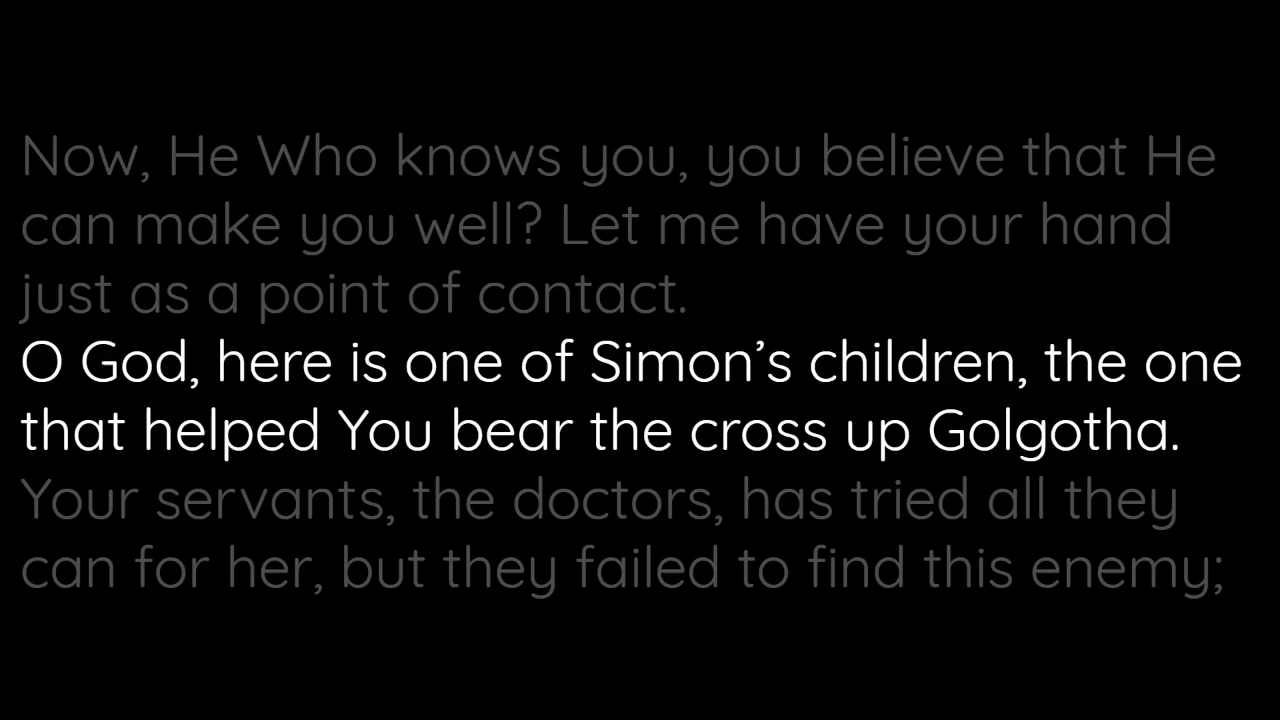 Now, He Who knows you, you believe that He
can make you well? Let me have your hand
just as a point of contact.
O God, here is one of Simon’s children, the one
that helped You bear the cross up Golgotha.
Your servants, the doctors, has tried all they
can for her, but they failed to find this enemy;